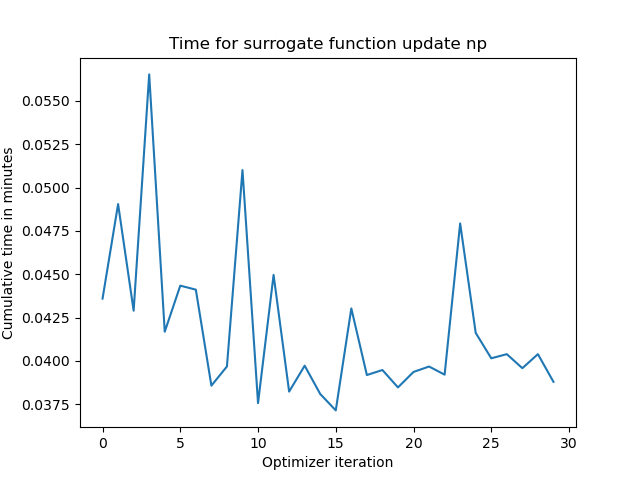 Time for surrogate function update np
Cumulative time in minutes
0.0550
0.0525
0.0500
0.0475
0.0450
0.0425
0.0400
0.0375
0 5 10 15 20 25 30
Optimizer iteration